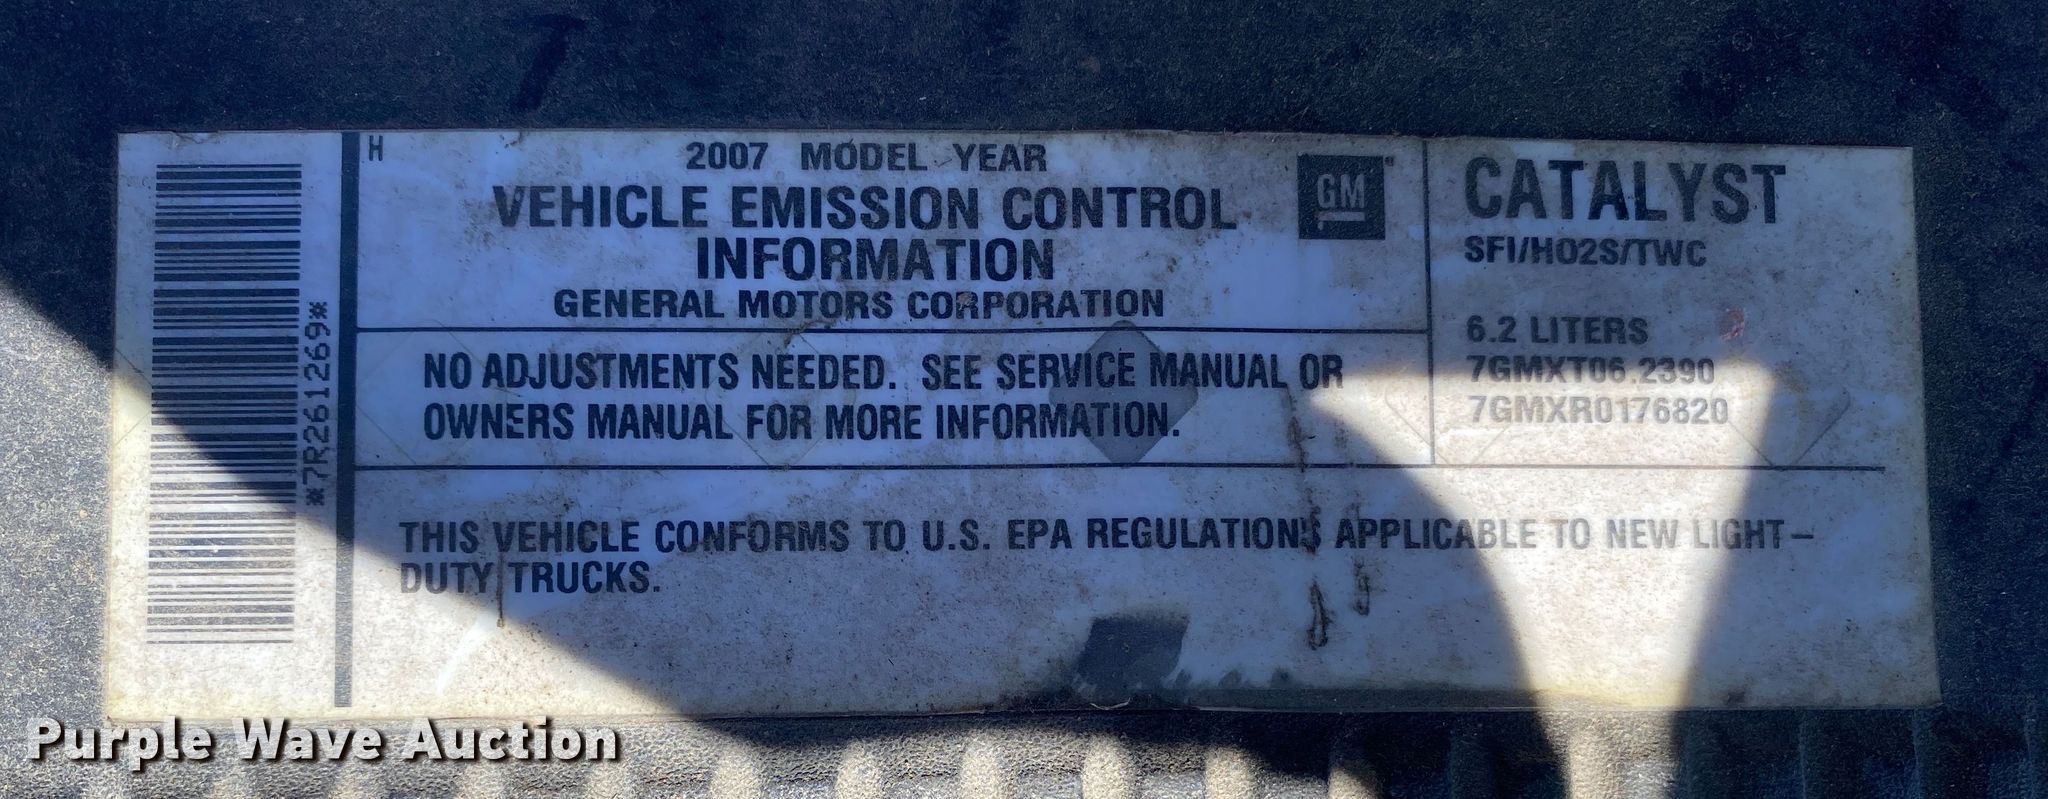 H
2007 MODEL YEAR
VEHICLE EMISSION CONTROL
INFORMATION
GENERAL MOTORS CORPORATION
GM
CATALYST
SFI/HO2S/TWC
6.2 LITERS
7GMXT06.2390
7GMXR0176820
NO ADJUSTMENTS NEEDED. SEE SERVICE MANUAL OR
OWNERS MANUAL FOR MORE INFORMATION.
THIS VEHICLE CONFORMS TO U.S. EPA REGULATIONS APPLICABLE TO NEW LIGHT–
DUTY TRUCKS.
*7R261269*
Purple Wave Auction